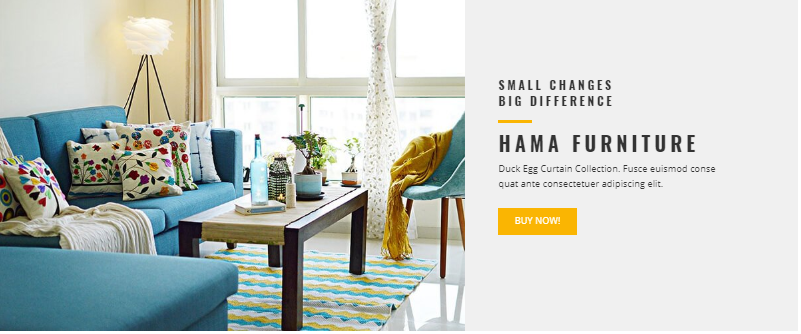 SMALL CHANGES
BIG DIFFERENCE
HAMA FURNITURE
Duck Egg Curtain Collection. Fusce euismod conse
quat ante consectetuer adipiscing elit.
BUY NOW!